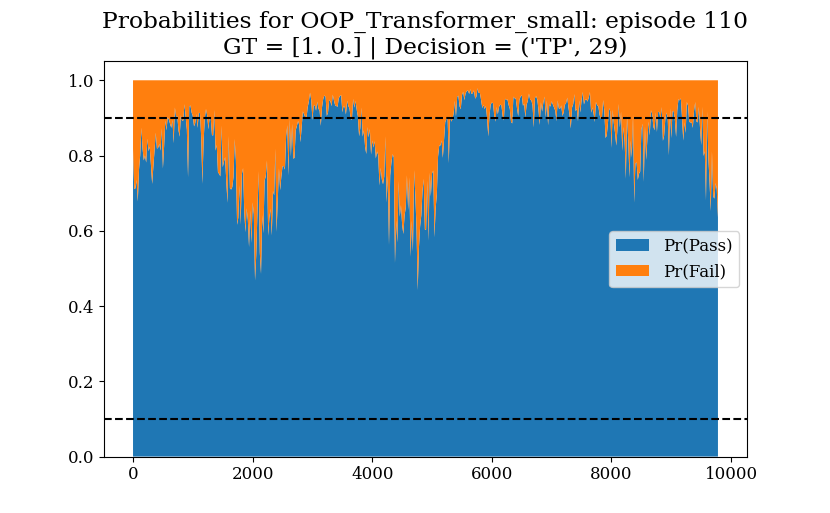 Probabilities for OOP_Transformer_small: episode 110
GT = [1. 0.] | Decision = ('TP', 29)
1.0
0.8
0.6
0.4
0.2
0.0
Pr(Pass)
Pr(Fail)
0 2000 4000 6000 8000 10000